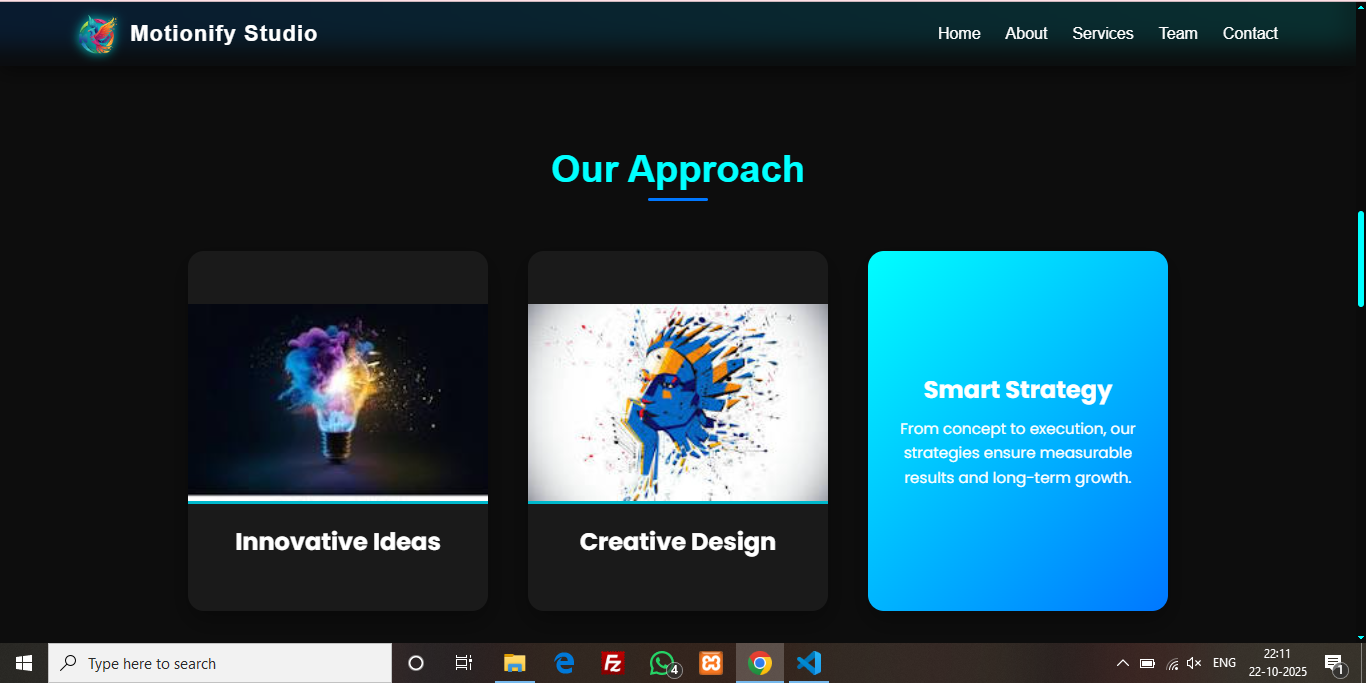 Motionify Studio
Home About Services Team Contact
Our Approach
Innovative Ideas
Creative Design
Smart Strategy
From concept to execution, our
strategies ensure measurable
results and long-term growth.
Type here to search
4
ENG
22:11
22-10-2025
1